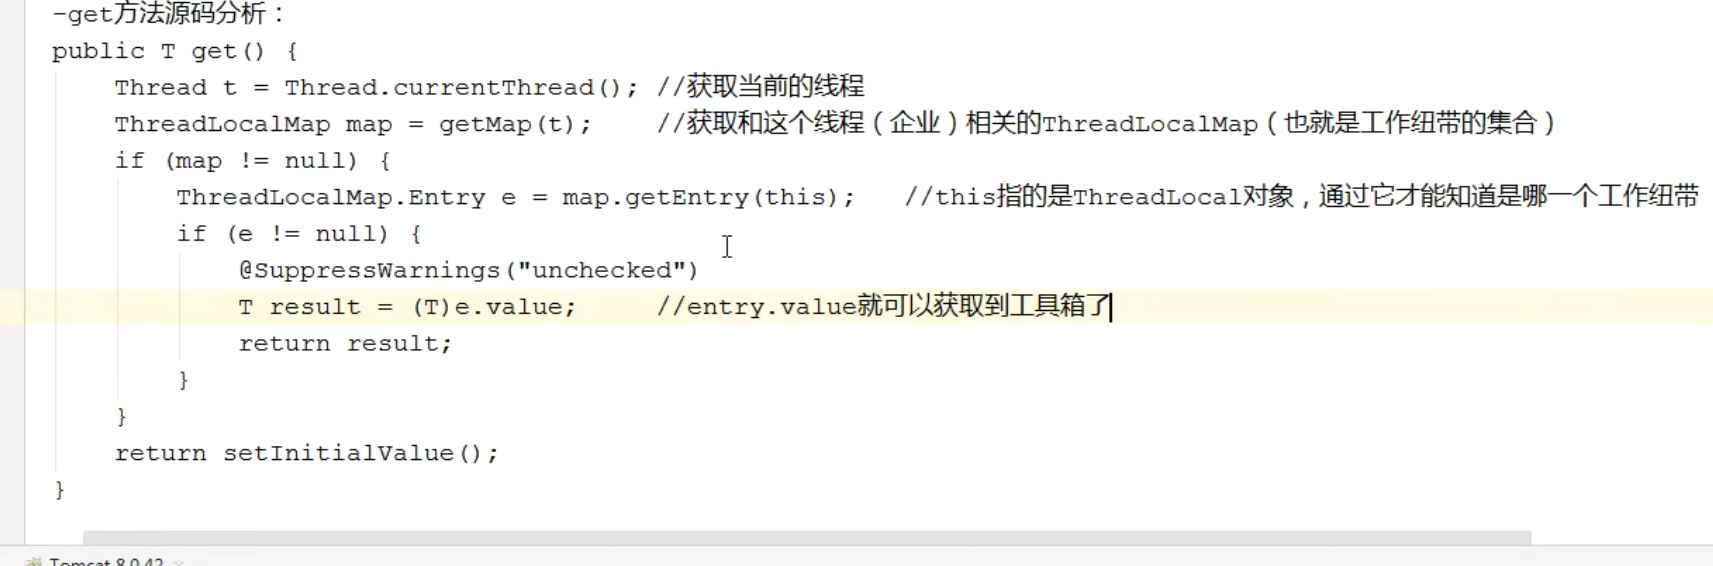 -get方法源码分析：
public T get() {
    Thread t = Thread.currentThread(); //获取当前的线程
    ThreadLocalMap map = getMap(t);    //获取和这个线程（企业）相关的ThreadLocalMap（也就是工作纽带的集合）
    if (map != null) {
        ThreadLocalMap.Entry e = map.getEntry(this);   //this指的是ThreadLocal对象，通过它才能知道是哪一个工作纽带
        if (e != null) {
            @SuppressWarnings("unchecked")
            T result = (T)e.value;     //entry.value就可以获取到工具箱了
            return result;
        }
    }
    return setInitialValue();
}
Tomcat 8.0.42